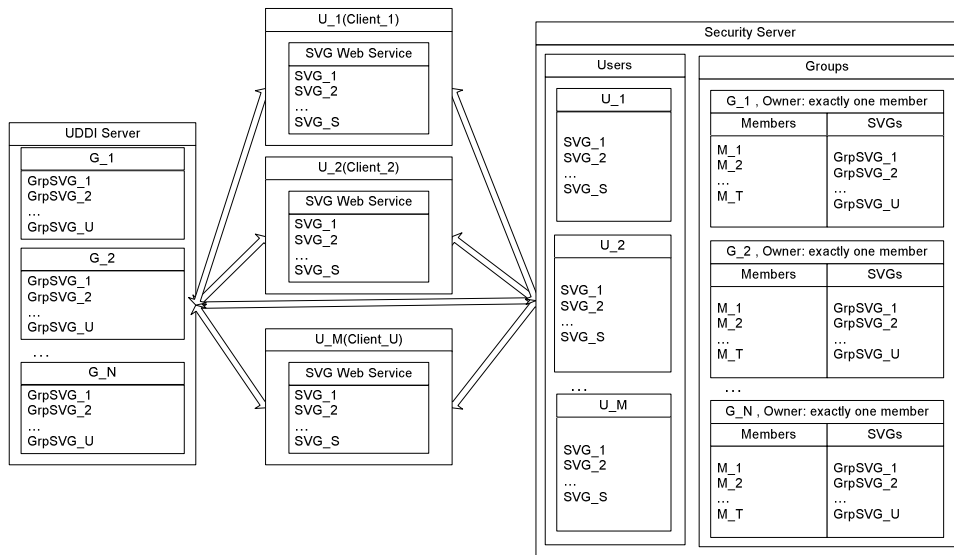 UDDI Server
G_1
GrpSVG_1
GrpSVG_2
...
GrpSVG_U
G_2
GrpSVG_1
GrpSVG_2
...
GrpSVG_U
...
G_N
GrpSVG_1
GrpSVG_2
...
GrpSVG_U
U_1(Client_1)
SVG Web Service
SVG_1
SVG_2
...
SVG_S
U_2(Client_2)
SVG Web Service
SVG_1
SVG_2
...
SVG_S
U_M(Client_U)
SVG Web Service
SVG_1
SVG_2
...
SVG_S
Security Server
Users
U_1
SVG_1
SVG_2
...
SVG_S
U_2
SVG_1
SVG_2
...
SVG_S
...
U_M
SVG_1
SVG_2
...
SVG_S
Groups
G_1 , Owner: exactly one member
Members
M_1
M_2
...
M_T
SVGs
GrpSVG_1
GrpSVG_2
...
GrpSVG_U
G_2 , Owner: exactly one member
Members
M_1
M_2
...
M_T
SVGs
GrpSVG_1
GrpSVG_2
...
GrpSVG_U
...
G_N , Owner: exactly one member
Members
M_1
M_2
...
M_T
SVGs
GrpSVG_1
GrpSVG_2
...
GrpSVG_U